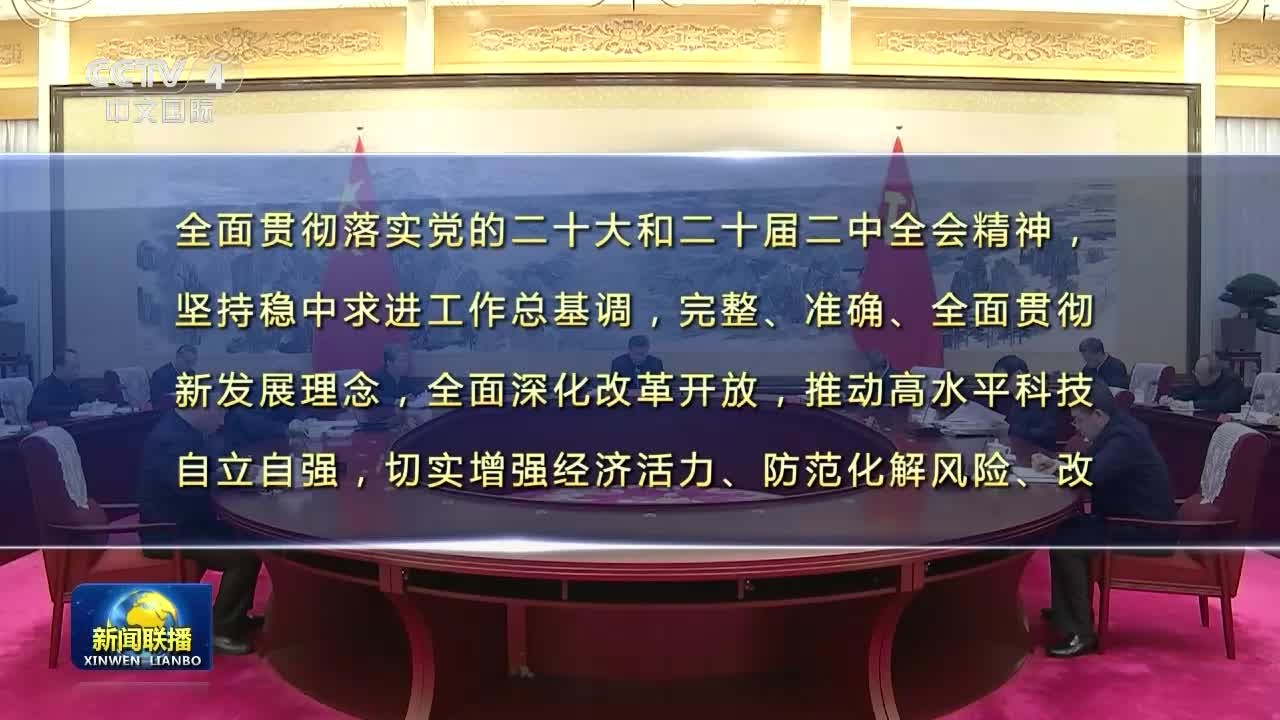 CCTV 4
中文国际
全面贯彻落实党的二十大和二十届二中全会精神，
坚持稳中求进工作总基调，完整、准确、全面贯彻
新发展理念，全面深化改革开放，推动高水平科技
自立自强，切实增强经济活力、防范化解风险、改
新闻联播
XINWEN LIANBO